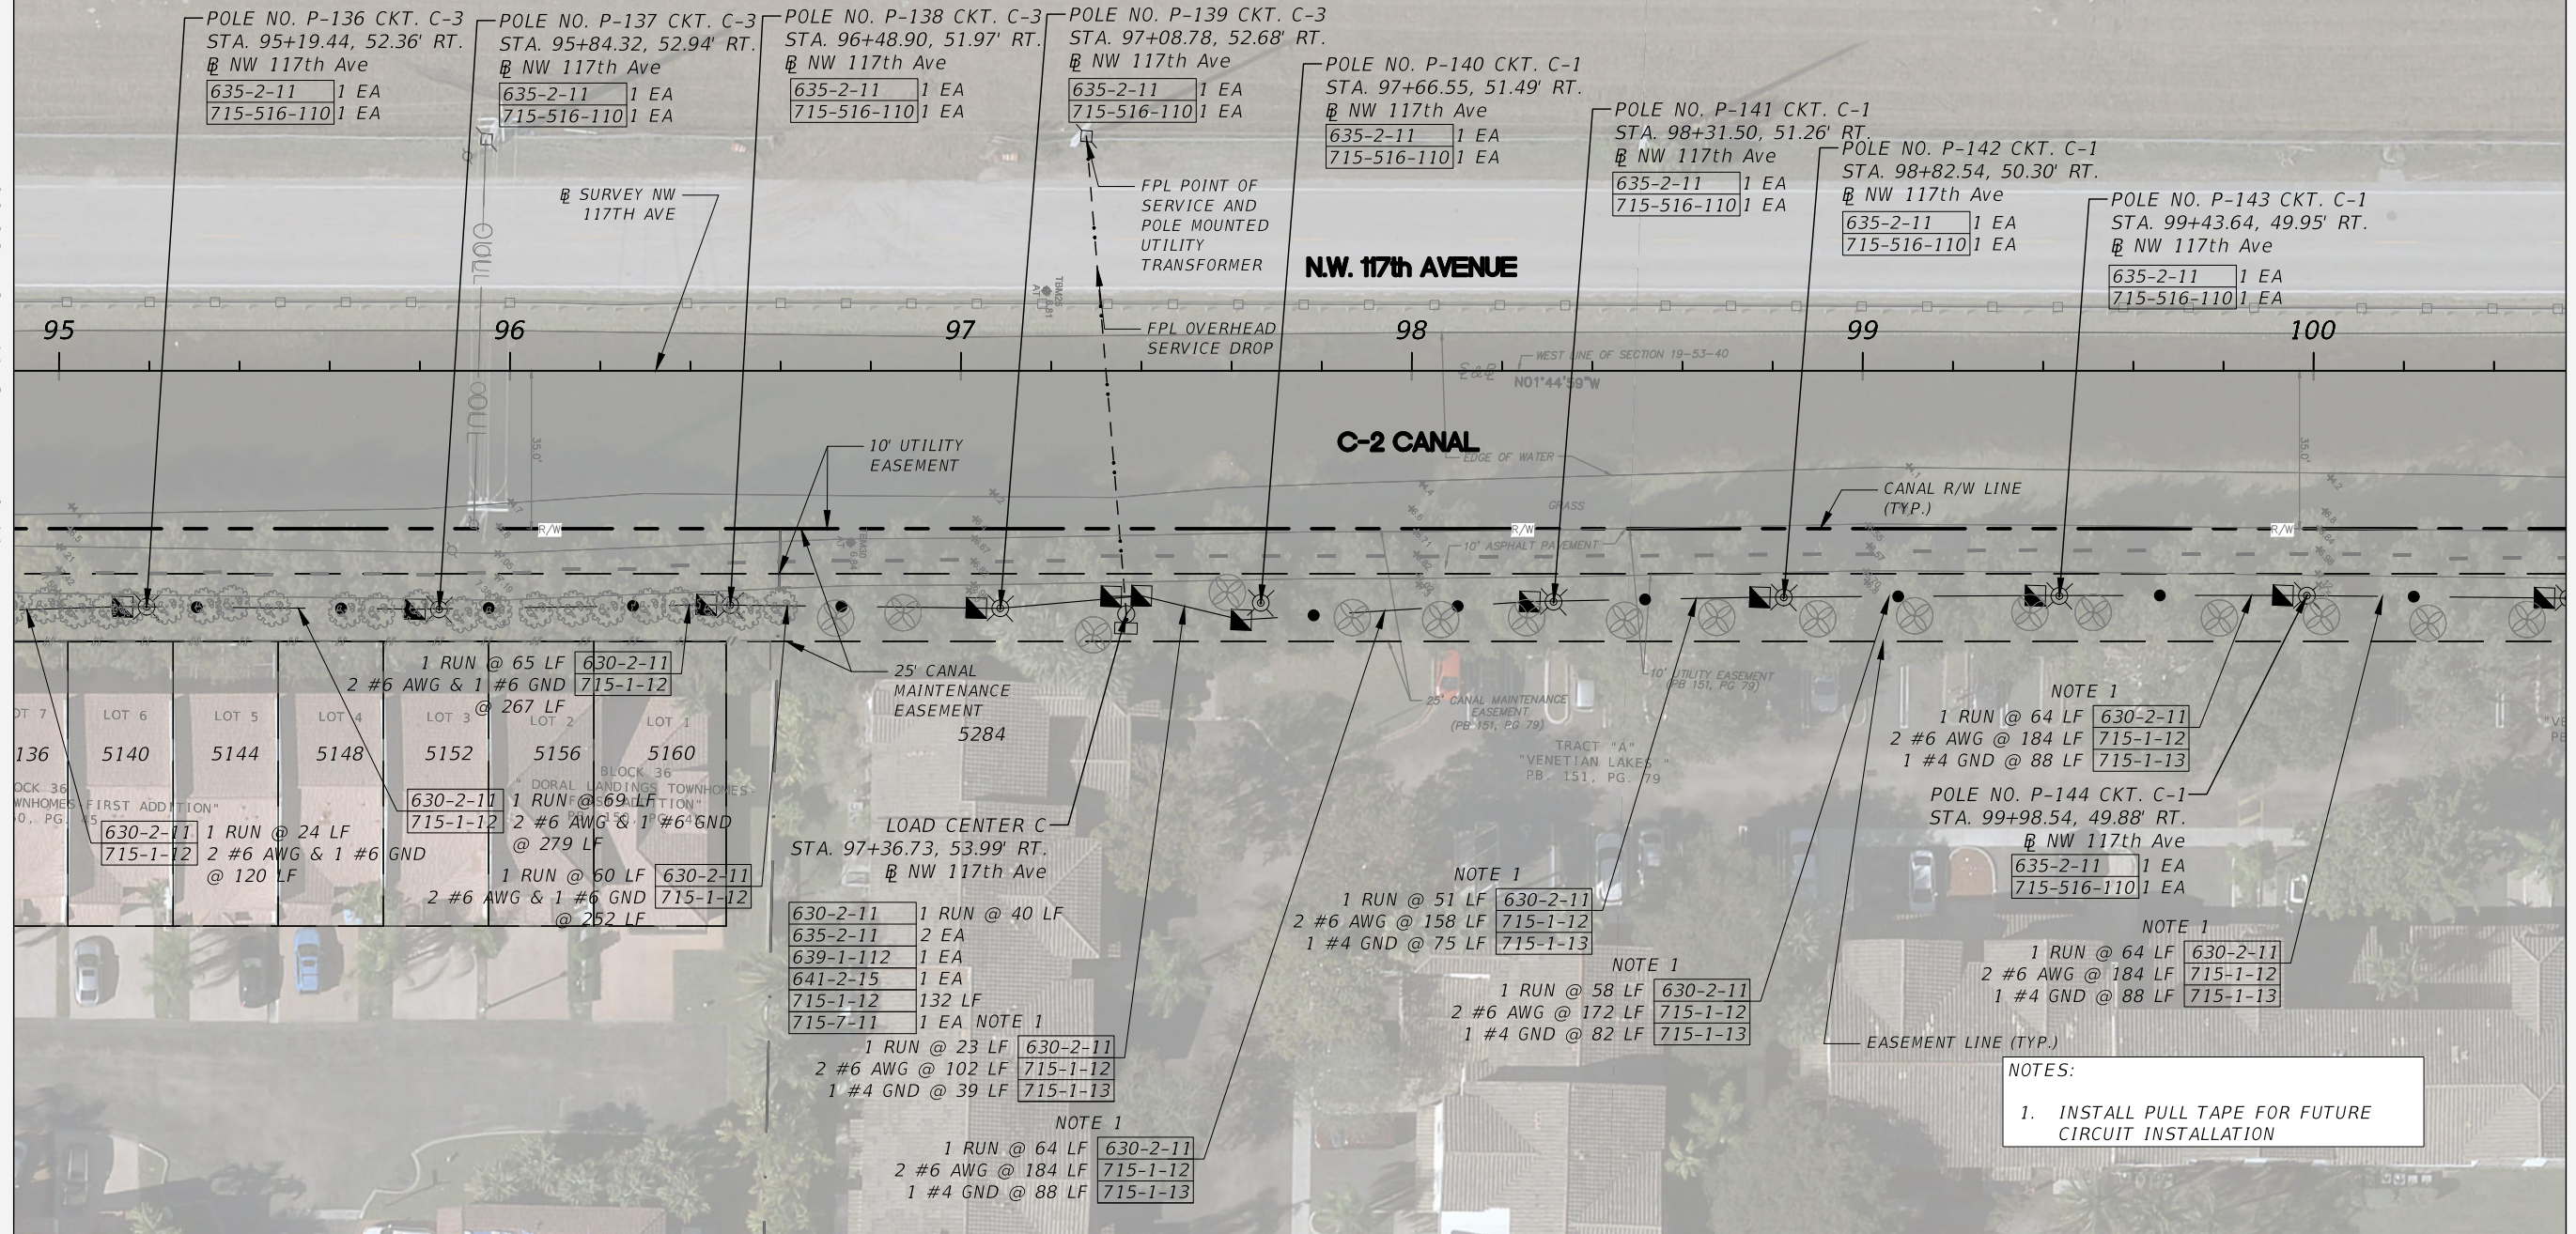 POLE NO. P-136 CKT. C-3
STA. 95+19.44, 52.36' RT.
℄ NW 117th Ave
635-2-11 1 EA
715-516-110 1 EA
POLE NO. P-137 CKT. C-3
STA. 95+84.32, 52.94' RT.
℄ NW 117th Ave
635-2-11 1 EA
715-516-110 1 EA
POLE NO. P-138 CKT. C-3
STA. 96+48.90, 51.97' RT.
℄ NW 117th Ave
635-2-11 1 EA
715-516-110 1 EA
POLE NO. P-139 CKT. C-3
STA. 97+08.78, 52.68' RT.
℄ NW 117th Ave
635-2-11 1 EA
715-516-110 1 EA
POLE NO. P-140 CKT. C-1
STA. 97+66.55, 51.49' RT.
℄ NW 117th Ave
635-2-11 1 EA
715-516-110 1 EA
POLE NO. P-141 CKT. C-1
STA. 98+31.50, 51.26' RT.
℄ NW 117th Ave
635-2-11 1 EA
715-516-110 1 EA
POLE NO. P-142 CKT. C-1
STA. 98+82.54, 50.30' RT.
℄ NW 117th Ave
635-2-11 1 EA
715-516-110 1 EA
POLE NO. P-143 CKT. C-1
STA. 99+43.64, 49.95' RT.
℄ NW 117th Ave
635-2-11 1 EA
715-516-110 1 EA
℄ SURVEY NW
117TH AVE
FPL POINT OF
SERVICE AND
POLE MOUNTED
UTILITY
TRANSFORMER
N.W. 117th AVENUE
FPL OVERHEAD
SERVICE DROP
95
96
97
98
99
100
WEST LINE OF SECTION 19-53-40
N01°44'59"W
C-2 CANAL
EDGE OF WATER
GRASS
35.0'
35.0'
10' UTILITY
EASEMENT
CANAL R/W LINE
(TYP.)
R/W
R/W
R/W
10' ASPHALT PAVEMENT
1 RUN @ 65 LF 630-2-11
2 #6 AWG & 1 #6 GND 715-1-12
@ 267 LF
25' CANAL
MAINTENANCE
EASEMENT
5284
25' CANAL MAINTENANCE
EASEMENT
(PB 151, PG 79)
10' UTILITY EASEMENT
(PB 151, PG 79)
TRACT "A"
"VENETIAN LAKES "
PB. 151, PG. 79
LOT 6
LOT 5
LOT 4
LOT 3
LOT 2
LOT 1
136
5140
5144
5148
5152
5156
5160
BLOCK 36
" DORAL LANDINGS TOWNHOMES
630-2-11 1 RUN @ 69 LF
715-1-12 2 #6 AWG & 1 #6 GND
@ 279 LF
630-2-11 1 RUN @ 24 LF
715-1-12 2 #6 AWG & 1 #6 GND
@ 120 LF
1 RUN @ 60 LF 630-2-11
2 #6 AWG & 1 #6 GND 715-1-12
@ 252 LF
LOAD CENTER C
STA. 97+36.73, 53.99' RT.
℄ NW 117th Ave
630-2-11 1 RUN @ 40 LF
635-2-11 2 EA
639-1-112 1 EA
641-2-15 1 EA
715-1-12 132 LF
715-7-11 1 EA
NOTE 1
1 RUN @ 23 LF 630-2-11
2 #6 AWG @ 102 LF 715-1-12
1 #4 GND @ 39 LF 715-1-13
NOTE 1
1 RUN @ 64 LF 630-2-11
2 #6 AWG @ 184 LF 715-1-12
1 #4 GND @ 88 LF 715-1-13
NOTE 1
1 RUN @ 51 LF 630-2-11
2 #6 AWG @ 158 LF 715-1-12
1 #4 GND @ 75 LF 715-1-13
NOTE 1
1 RUN @ 58 LF 630-2-11
2 #6 AWG @ 172 LF 715-1-12
1 #4 GND @ 82 LF 715-1-13
NOTE 1
1 RUN @ 64 LF 630-2-11
2 #6 AWG @ 184 LF 715-1-12
1 #4 GND @ 88 LF 715-1-13
POLE NO. P-144 CKT. C-1
STA. 99+98.54, 49.88' RT.
℄ NW 117th Ave
635-2-11 1 EA
715-516-110 1 EA
NOTE 1
1 RUN @ 64 LF 630-2-11
2 #6 AWG @ 184 LF 715-1-12
1 #4 GND @ 88 LF 715-1-13
EASEMENT LINE (TYP.)
NOTES:
1. INSTALL PULL TAPE FOR FUTURE
CIRCUIT INSTALLATION